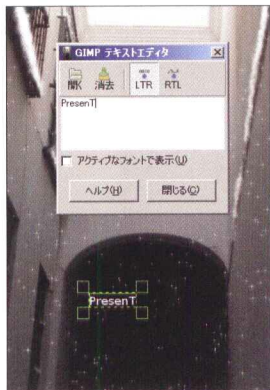 GIMP テキストエディタ
開く 消去 LTR RTL
PresenT
アクティブなフォントで表示(U)
ヘルプ(H) 閉じる(C)
PresenT